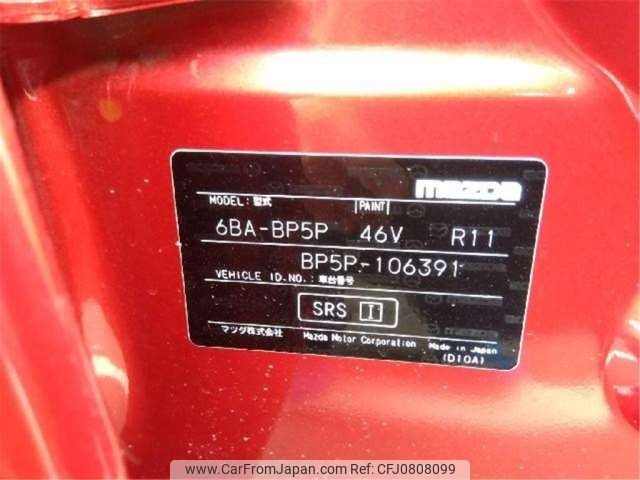 mazda
MODEL:型式 PAINT
6BA-BP5P 46V R11
BP5P-106391
VEHICLE ID.NO.:車台番号
SRS I
マツダ株式会社 Mazda Motor Corporation Made in Japan
(D10A)
www.CarFromJapan.com - Ref:CFJ0808099